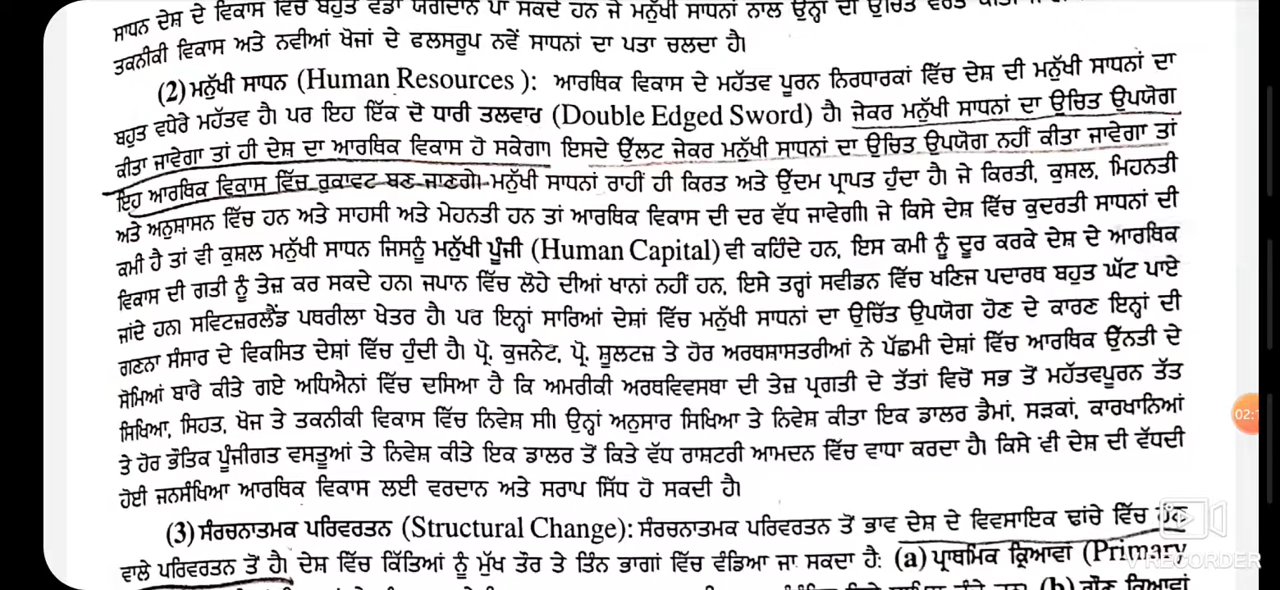 ਸਾਧਨ ਦੇਸ਼ ਦੇ ਵਿਕਾਸ ਵਿੱਚ ਬਹੁਤ ਵੱਡਾ ਯੋਗਦਾਨ ਪਾ ਸਕਦੇ ਹਨ ਜੇ ਮਨੁੱਖੀ ਸਾਧਨਾਂ ਨਾਲ ਉਨ੍ਹਾਂ ਦੀ ਉਚਿਤ ਵਰਤੋਂ
ਤਕਨੀਕੀ ਵਿਕਾਸ ਅਤੇ ਨਵੀਆਂ ਖੋਜਾਂ ਦੇ ਫਲਸਰੂਪ ਨਵੇਂ ਸਾਧਨਾਂ ਦਾ ਪਤਾ ਚਲਦਾ ਹੈ।
(2) ਮਨੁੱਖੀ ਸਾਧਨ (Human Resources): ਆਰਥਿਕ ਵਿਕਾਸ ਦੇ ਮਹੱਤਵ ਪੂਰਨ ਨਿਰਧਾਰਕਾਂ ਵਿੱਚ ਦੇਸ਼ ਦੀ ਮਨੁੱਖੀ ਸਾਧਨਾਂ ਦਾ
ਬਹੁਤ ਵਧੇਰੇ ਮਹੱਤਵ ਹੈ। ਪਰ ਇਹ ਇੱਕ ਦੋ ਧਾਰੀ ਤਲਵਾਰ (Double Edged Sword) ਹੈ। ਜੇਕਰ ਮਨੁੱਖੀ ਸਾਧਨਾਂ ਦਾ ਉਚਿਤ ਉਪਯੋਗ
ਕੀਤਾ ਜਾਵੇਗਾ ਤਾਂ ਹੀ ਦੇਸ਼ ਦਾ ਆਰਥਿਕ ਵਿਕਾਸ ਹੋ ਸਕੇਗਾ। ਇਸਦੇ ਉੱਲਟ ਜੇਕਰ ਮਨੁੱਖੀ ਸਾਧਨਾਂ ਦਾ ਉਚਿਤ ਉਪਯੋਗ ਨਹੀਂ ਕੀਤਾ ਜਾਵੇਗਾ ਤਾਂ
ਇਹ ਆਰਥਿਕ ਵਿਕਾਸ ਵਿੱਚ ਰੁਕਾਵਟ ਬਣ ਜਾਣਗੇ। ਮਨੁੱਖੀ ਸਾਧਨਾਂ ਰਾਹੀਂ ਹੀ ਕਿਰਤ ਅਤੇ ਉੱਦਮ ਪ੍ਰਾਪਤ ਹੁੰਦਾ ਹੈ। ਜੇ ਕਿਰਤੀ, ਕੁਸ਼ਲ, ਮਿਹਨਤੀ
ਅਤੇ ਅਨੁਸ਼ਾਸਨ ਵਿੱਚ ਹਨ ਅਤੇ ਸਾਹਸੀ ਅਤੇ ਮੇਹਨਤੀ ਹਨ ਤਾਂ ਆਰਥਿਕ ਵਿਕਾਸ ਦੀ ਦਰ ਵੱਧ ਜਾਵੇਗੀ। ਜੇ ਕਿਸੇ ਦੇਸ਼ ਵਿੱਚ ਕੁਦਰਤੀ ਸਾਧਨਾਂ ਦੀ
ਕਮੀ ਹੈ ਤਾਂ ਵੀ ਕੁਸ਼ਲ ਮਨੁੱਖੀ ਸਾਧਨ ਜਿਸਨੂੰ ਮਨੁੱਖੀ ਪੂੰਜੀ (Human Capital) ਵੀ ਕਹਿੰਦੇ ਹਨ, ਇਸ ਕਮੀ ਨੂੰ ਦੂਰ ਕਰਕੇ ਦੇਸ਼ ਦੇ ਆਰਥਿਕ
ਵਿਕਾਸ ਦੀ ਗਤੀ ਨੂੰ ਤੇਜ਼ ਕਰ ਸਕਦੇ ਹਨ। ਜਪਾਨ ਵਿੱਚ ਲੋਹੇ ਦੀਆਂ ਖਾਨਾਂ ਨਹੀਂ ਹਨ, ਇਸੇ ਤਰ੍ਹਾਂ ਸਵੀਡਨ ਵਿੱਚ ਖਣਿਜ ਪਦਾਰਥ ਬਹੁਤ ਘੱਟ ਪਾਏ
ਜਾਂਦੇ ਹਨ। ਸਵਿਟਜ਼ਰਲੈਂਡ ਪਥਰੀਲਾ ਖੇਤਰ ਹੈ। ਪਰ ਇਨ੍ਹਾਂ ਸਾਰਿਆਂ ਦੇਸ਼ਾਂ ਵਿੱਚ ਮਨੁੱਖੀ ਸਾਧਨਾਂ ਦਾ ਉਚਿੱਤ ਉਪਯੋਗ ਹੋਣ ਦੇ ਕਾਰਣ ਇਨ੍ਹਾਂ ਦੀ
ਗਣਨਾ ਸੰਸਾਰ ਦੇ ਵਿਕਸਿਤ ਦੇਸ਼ਾਂ ਵਿੱਚ ਹੁੰਦੀ ਹੈ। ਪ੍ਰੋ. ਕੁਜਨੇਟ, ਪ੍ਰੋ. ਸ਼ੂਲਟਜ਼ ਤੇ ਹੋਰ ਅਰਥਸ਼ਾਸਤਰੀਆਂ ਨੇ ਪੱਛਮੀ ਦੇਸ਼ਾਂ ਵਿੱਚ ਆਰਥਿਕ ਉੱਨਤੀ ਦੇ
ਸੋਮਿਆਂ ਬਾਰੇ ਕੀਤੇ ਗਏ ਅਧਿਐਨਾਂ ਵਿੱਚ ਦਸਿਆ ਹੈ ਕਿ ਅਮਰੀਕੀ ਅਰਥਵਿਵਸਥਾ ਦੀ ਤੇਜ਼ ਪ੍ਰਗਤੀ ਦੇ ਤੱਤਾਂ ਵਿਚੋਂ ਸਭ ਤੋਂ ਮਹੱਤਵਪੂਰਨ ਤੱਤ
ਸਿਖਿਆ, ਸਿਹਤ, ਖੋਜ ਤੇ ਤਕਨੀਕੀ ਵਿਕਾਸ ਵਿੱਚ ਨਿਵੇਸ਼ ਸੀ। ਉਨ੍ਹਾਂ ਅਨੁਸਾਰ ਸਿਖਿਆ ਤੇ ਨਿਵੇਸ਼ ਕੀਤਾ ਇਕ ਡਾਲਰ ਡੈਮਾਂ, ਸੜਕਾਂ, ਕਾਰਖਾਨਿਆਂ
ਤੇ ਹੋਰ ਭੌਤਿਕ ਪੂੰਜੀਗਤ ਵਸਤੂਆਂ ਤੇ ਨਿਵੇਸ਼ ਕੀਤੇ ਇਕ ਡਾਲਰ ਤੋਂ ਕਿਤੇ ਵੱਧ ਰਾਸ਼ਟਰੀ ਆਮਦਨ ਵਿੱਚ ਵਾਧਾ ਕਰਦਾ ਹੈ। ਕਿਸੇ ਵੀ ਦੇਸ਼ ਦੀ ਵੱਧਦੀ
ਹੋਈ ਜਨਸੰਖਿਆ ਆਰਥਿਕ ਵਿਕਾਸ ਲਈ ਵਰਦਾਨ ਅਤੇ ਸਰਾਪ ਸਿੱਧ ਹੋ ਸਕਦੀ ਹੈ।
(3) ਸੰਰਚਨਾਤਮਕ ਪਰਿਵਰਤਨ (Structural Change): ਸੰਰਚਨਾਤਮਕ ਪਰਿਵਰਤਨ ਤੋਂ ਭਾਵ ਦੇਸ਼ ਦੇ ਵਿਵਸਾਇਕ ਢਾਂਚੇ ਵਿੱਚ ਹੋਣ
ਵਾਲੇ ਪਰਿਵਰਤਨ ਤੋਂ ਹੈ। ਦੇਸ਼ ਵਿੱਚ ਕਿੱਤਿਆਂ ਨੂੰ ਮੁੱਖ ਤੌਰ ਤੇ ਤਿੰਨ ਭਾਗਾਂ ਵਿੱਚ ਵੰਡਿਆ ਜਾ ਸਕਦਾ ਹੈ: (a) ਪ੍ਰਾਥਮਿਕ ਕ੍ਰਿਆਵਾਂ (Primary
(b) ਗੌਣ ਕ੍ਰਿਆਵਾਂ
02:
V RECORDER